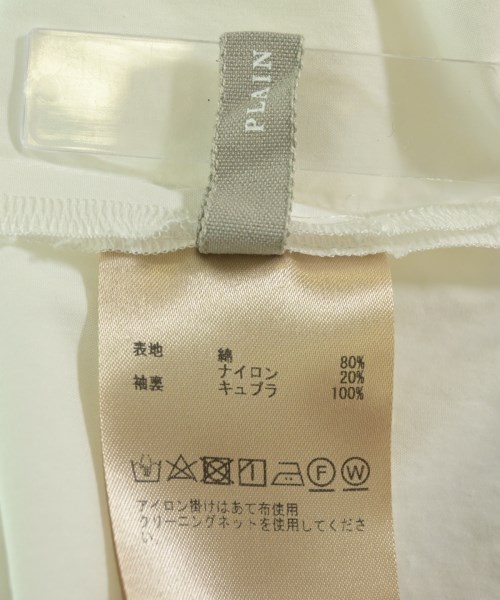 PLAIN
表地 綿 80%
ナイロン 20%
袖裏 キュプラ 100%
F W
アイロン掛けはあて布使用
クリーニングネットを使用してくださ
い。